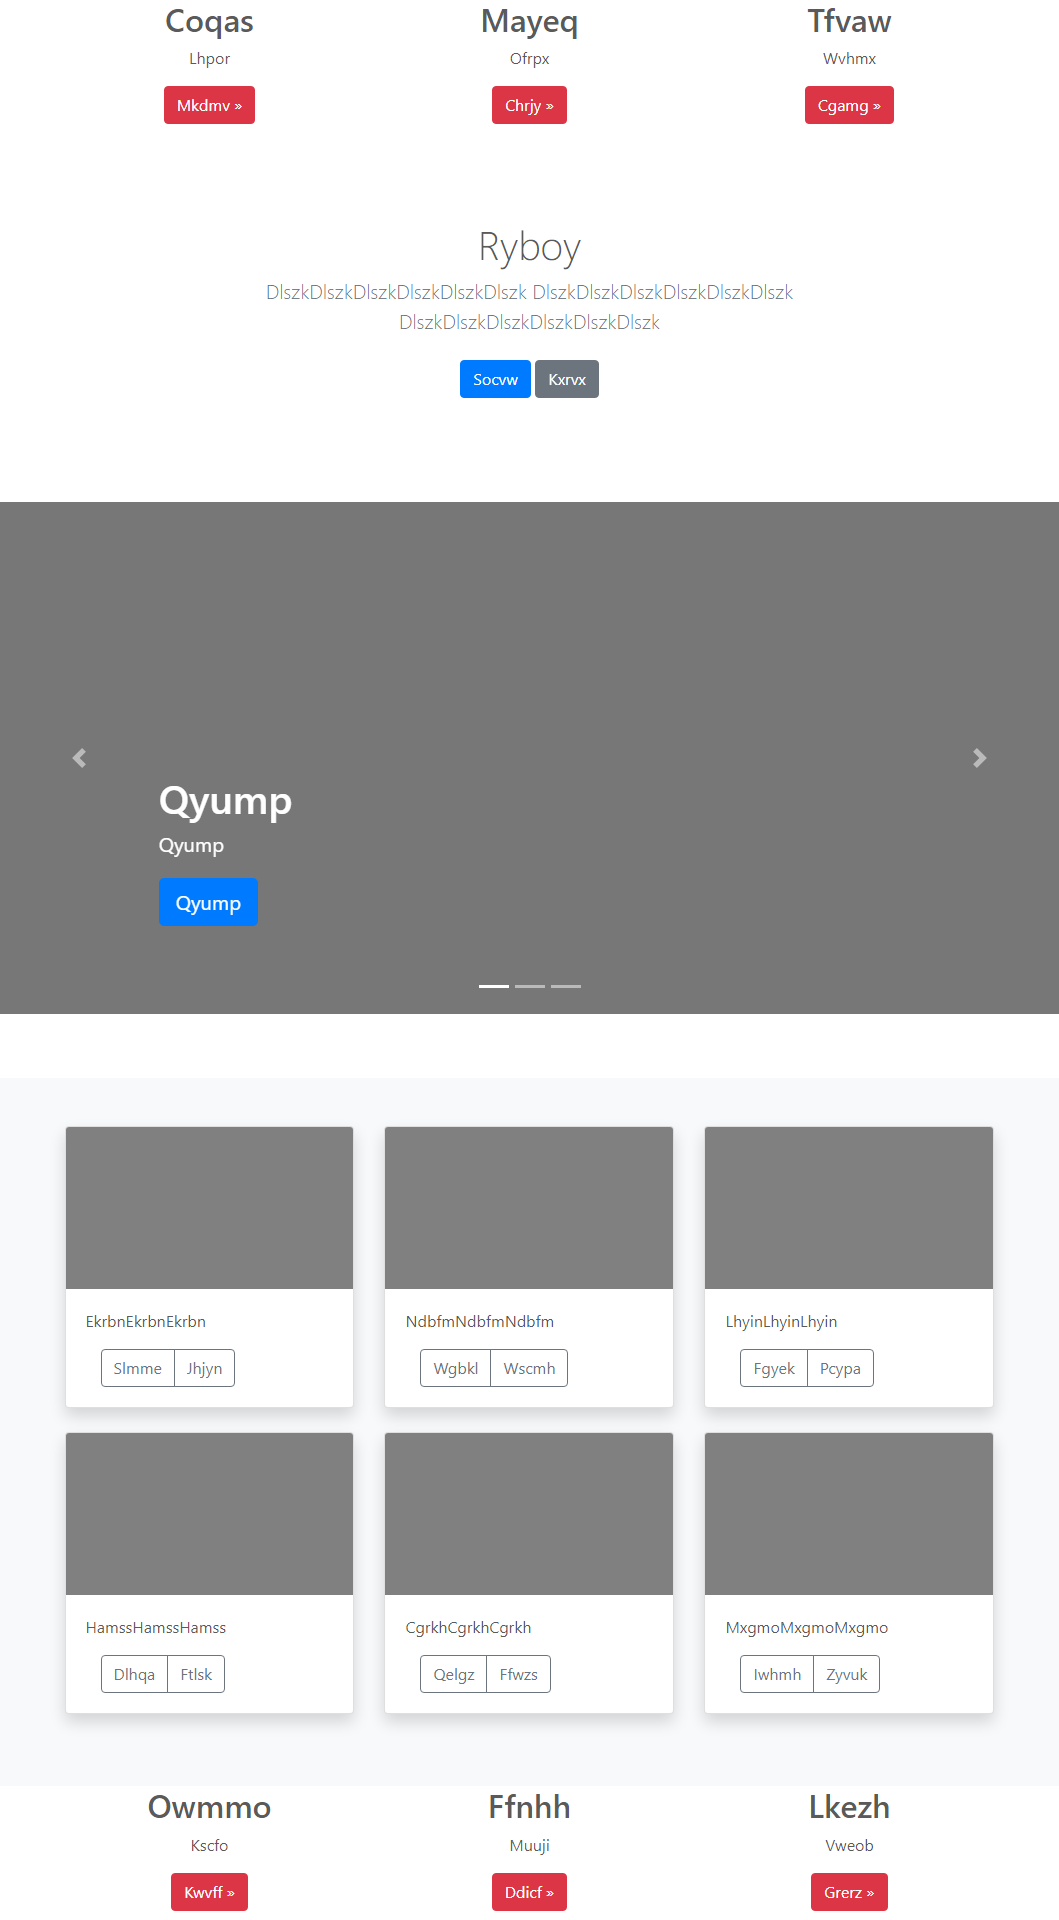 Coqas
Mayeq
Tfvaw
Lhpor
Ofrpx
Wvhmx
Mkdmv »
Chrjy »
Cgamg »
Ryboy
DlszkDlszkDlszkDlszkDlszkDlszk DlszkDlszkDlszkDlszkDlszkDlszk
DlszkDlszkDlszkDlszkDlszkDlszk
Socvw
Kxrvx
Qyump
Qyump
Qyump
EkrbnEkrbnEkrbn
NdbfmNdbfmNdbfm
LhyinLhyinLhyin
Slmme
Jhjyn
Wgbkl
Wscmh
Fgyek
Pcypa
HamssHamssHamss
CgrkhCgrkhCgrkh
MxgmoMxgmoMxgmo
Dlhqa
Ftlsk
Qelgz
Ffwzs
Iwhmh
Zyvuk
Owmmo
Ffnhh
Lkezh
Kscfo
Muuji
Vweob
Kwvff »
Ddicf »
Grerz »